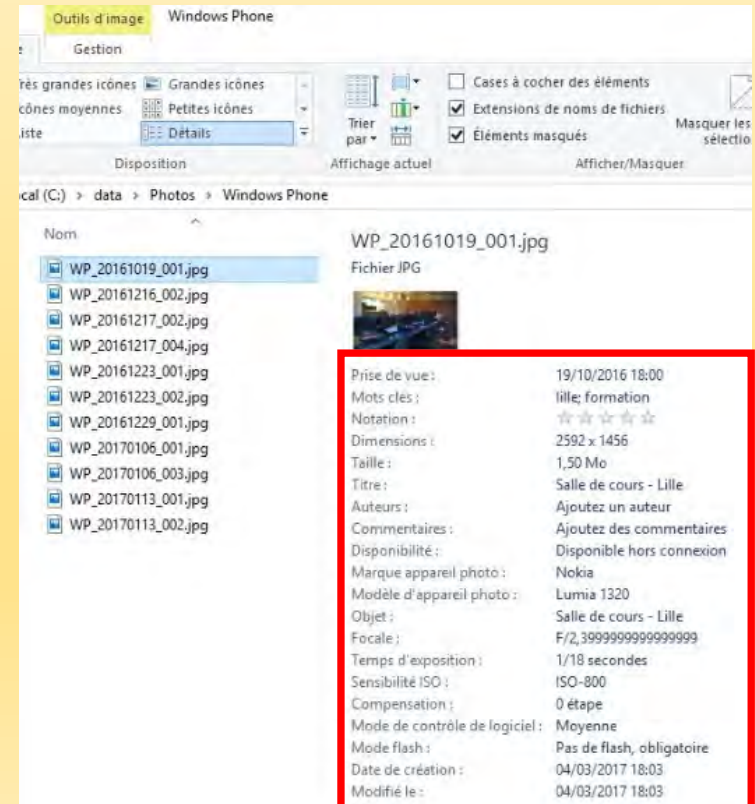 Outils d'image Windows Phone
Gestion
rès grandes icônes Grandes icônes
cônes moyennes Petites icônes
iste Détails
Disposition
Trier
par
Affichage actuel
Cases à cocher des éléments
Extensions de noms de fichiers
Éléments masqués
Masquer les
sélectio
Afficher/Masquer
cal (C:) > data > Photos > Windows Phone
Nom
WP_20161019_001.jpg
WP_20161216_002.jpg
WP_20161217_002.jpg
WP_20161217_004.jpg
WP_20161223_001.jpg
WP_20161223_002.jpg
WP_20161229_001.jpg
WP_20170106_001.jpg
WP_20170106_003.jpg
WP_20170113_001.jpg
WP_20170113_002.jpg
WP_20161019_001.jpg
Fichier JPG
Prise de vue : 19/10/2016 18:00
Mots clés : lille; formation
Notation : ☆ ☆ ☆ ☆ ☆
Dimensions : 2592 x 1456
Taille : 1,50 Mo
Titre : Salle de cours - Lille
Auteurs : Ajoutez un auteur
Commentaires : Ajoutez des commentaires
Disponibilité : Disponible hors connexion
Marque appareil photo : Nokia
Modèle d'appareil photo : Lumia 1320
Objet : Salle de cours - Lille
Focale : F/2,3999999999999999
Temps d'exposition : 1/18 secondes
Sensibilité ISO : ISO-800
Compensation : 0 étape
Mode de contrôle de logiciel : Moyenne
Mode flash : Pas de flash, obligatoire
Date de création : 04/03/2017 18:03
Modifié le : 04/03/2017 18:03